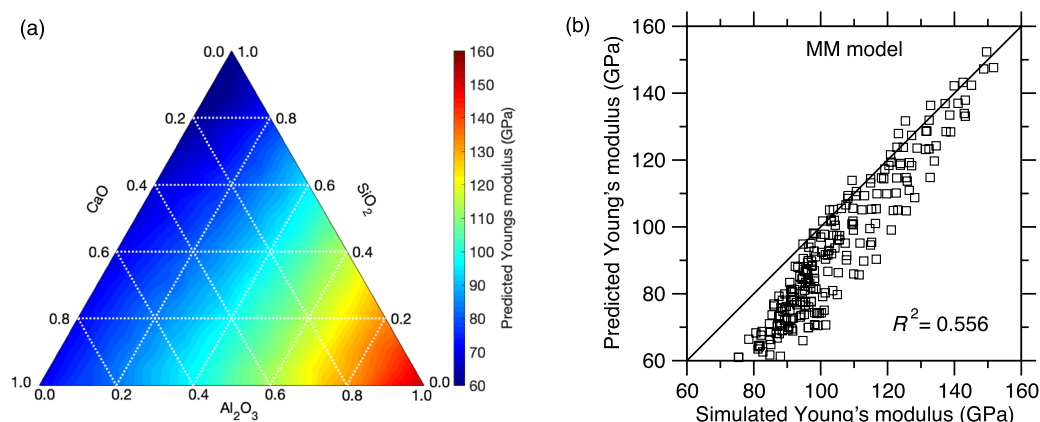 (a)
0.0 1.0
0.2 0.8
0.4 0.6
CaO
SiO2
0.6 0.4
0.8 0.2
1.0 0.0
0.0 0.2 0.4 0.6 0.8 1.0
Al2O3
160
150
140
130
120
110
100
90
80
70
60
Predicted Youngs modulus (GPa)
(b)
MM model
R2 = 0.556
160
140
120
100
80
60
Predicted Young's modulus (GPa)
60 80 100 120 140 160
Simulated Young's modulus (GPa)